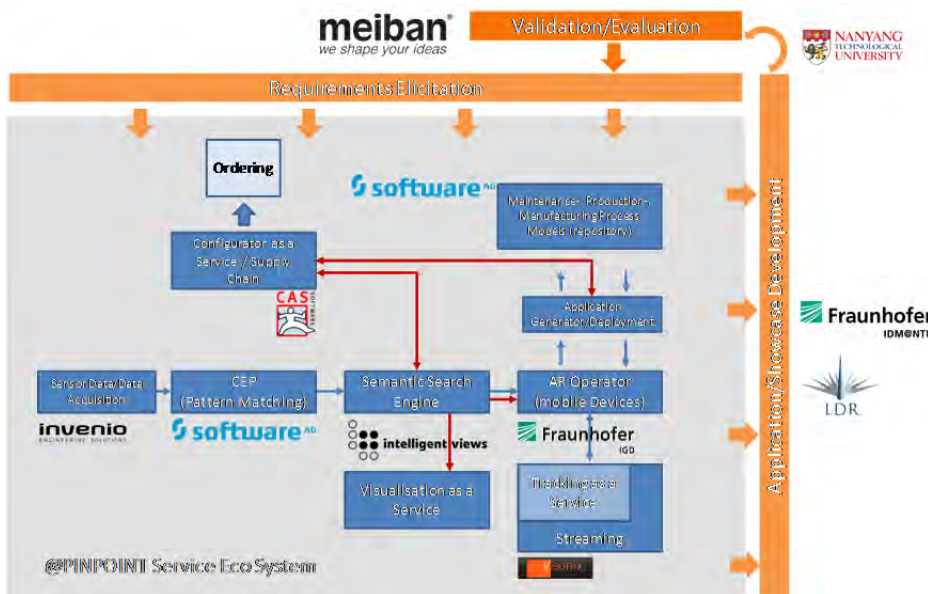 meiban®
we shape your ideas
Validation/Evaluation
NANYANG
TECHNOLOGICAL
UNIVERSITY
Requirements Elicitation
Ordering
software AG
Maintenance-, Production-,
Manufacturing Process
Models (repository)
Configurator as a
Service / Supply
Chain
CAS
SOFTWARE
Application
Generator/Deployment
Application/Showcase Development
Fraunhofer
IDM@NTU
LDR
Sensor Data/Data
Acquisition
CEP
(Pattern Matching)
Semantic Search
Engine
AR Operator
(mobile Devices)
invenio
ENGINEERING SOLUTIONS
software AG
intelligent views
Fraunhofer
IGD
Visualisation as a
Service
Tracking as a
Service
Streaming
@PINPOINT Service Eco System